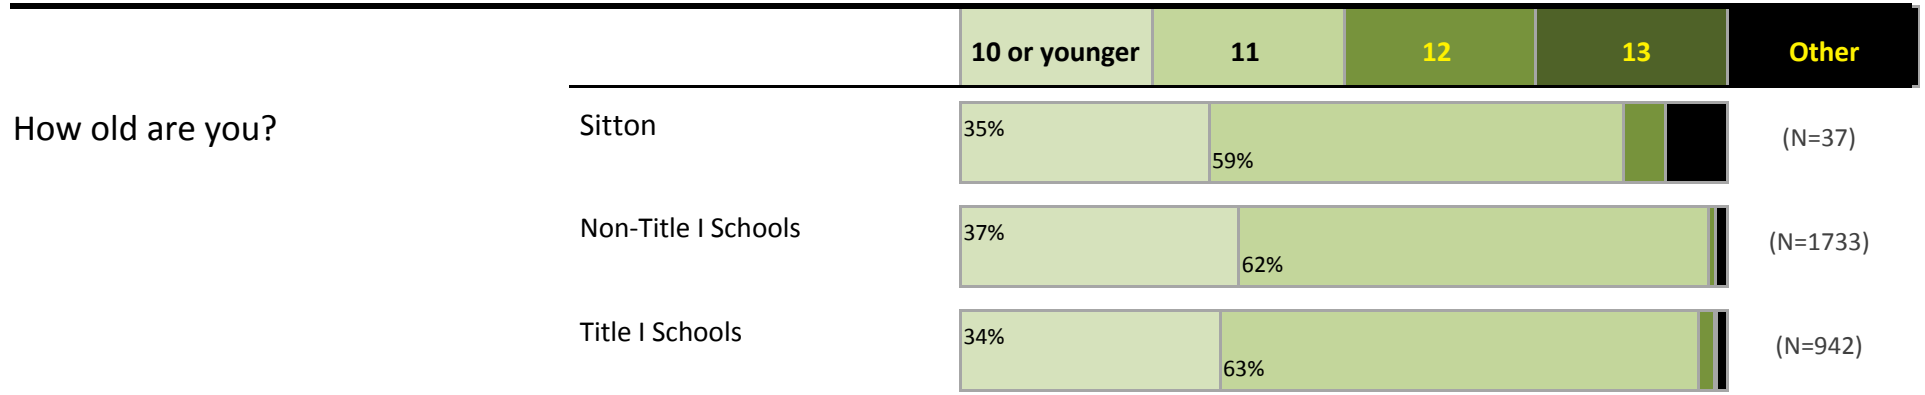 10 or younger 11 12 13 Other
How old are you? Sitton 35% 59% (N=37)
Non-Title I Schools 37% 62% (N=1733)
Title I Schools 34% 63% (N=942)